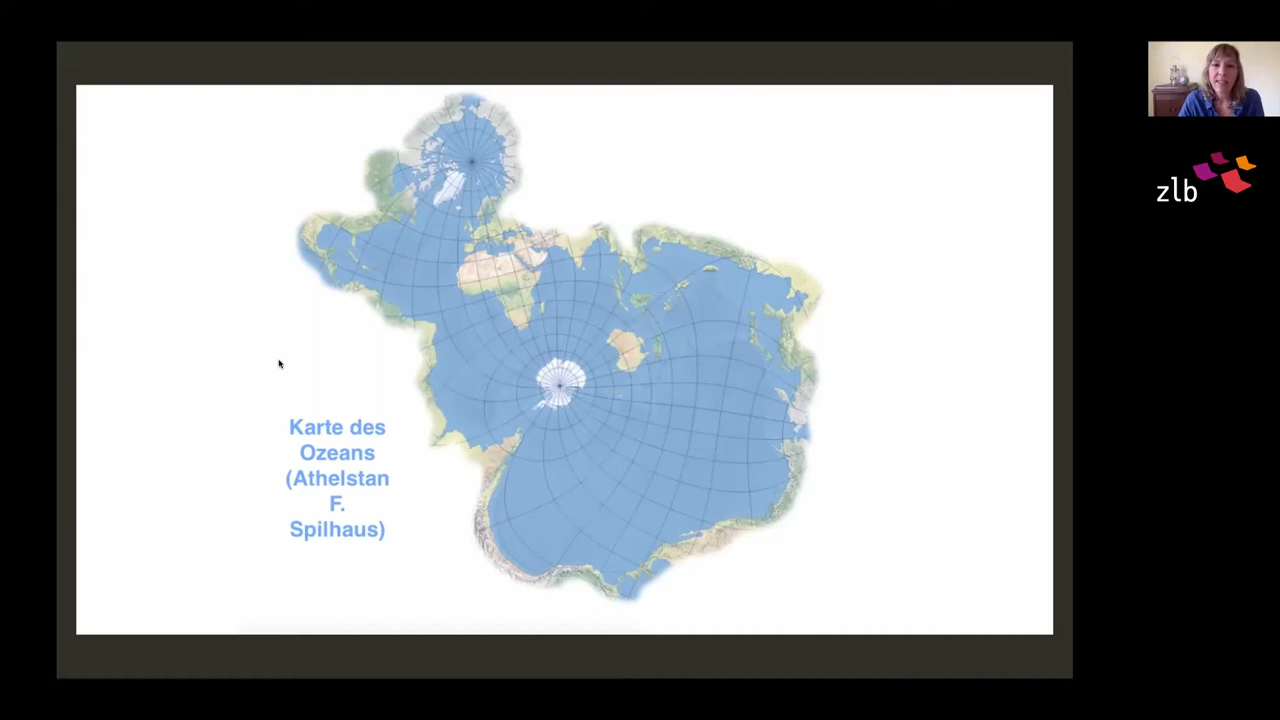 Karte des
Ozeans
(Athelstan
F.
Spilhaus)
zlb